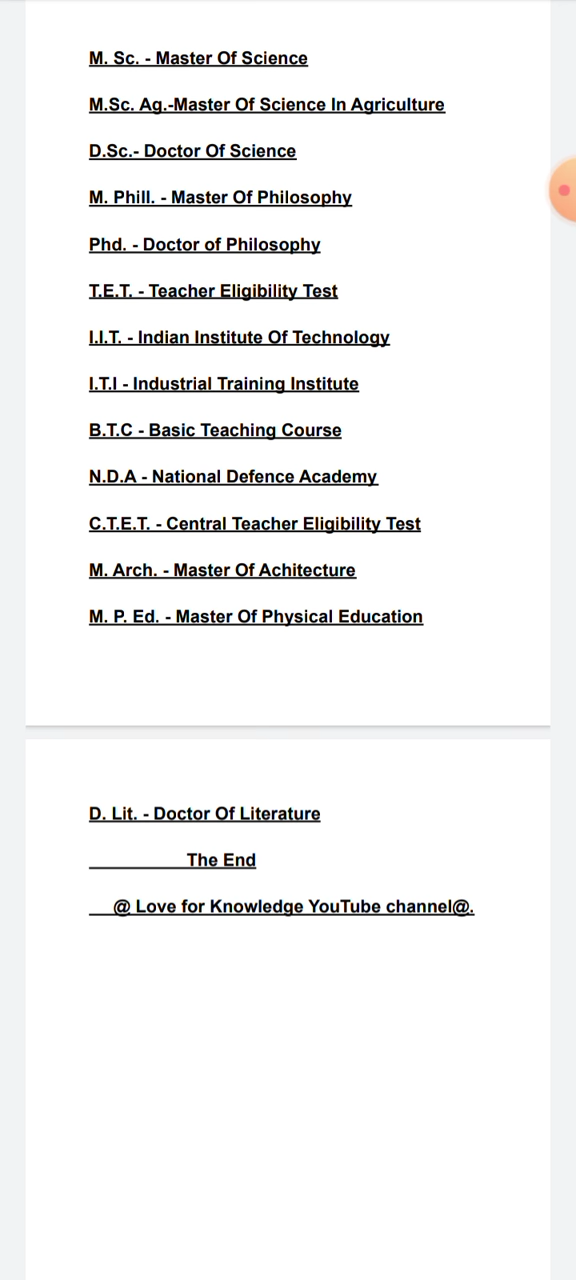 M. Sc. - Master Of Science
M.Sc. Ag.-Master Of Science In Agriculture
D.Sc.- Doctor Of Science
M. Phill. - Master Of Philosophy
Phd. - Doctor of Philosophy
T.E.T. - Teacher Eligibility Test
I.I.T. - Indian Institute Of Technology
I.T.I - Industrial Training Institute
B.T.C - Basic Teaching Course
N.D.A - National Defence Academy
C.T.E.T. - Central Teacher Eligibility Test
M. Arch. - Master Of Achitecture
M. P. Ed. - Master Of Physical Education
D. Lit. - Doctor Of Literature
The End
@ Love for Knowledge YouTube channel@.